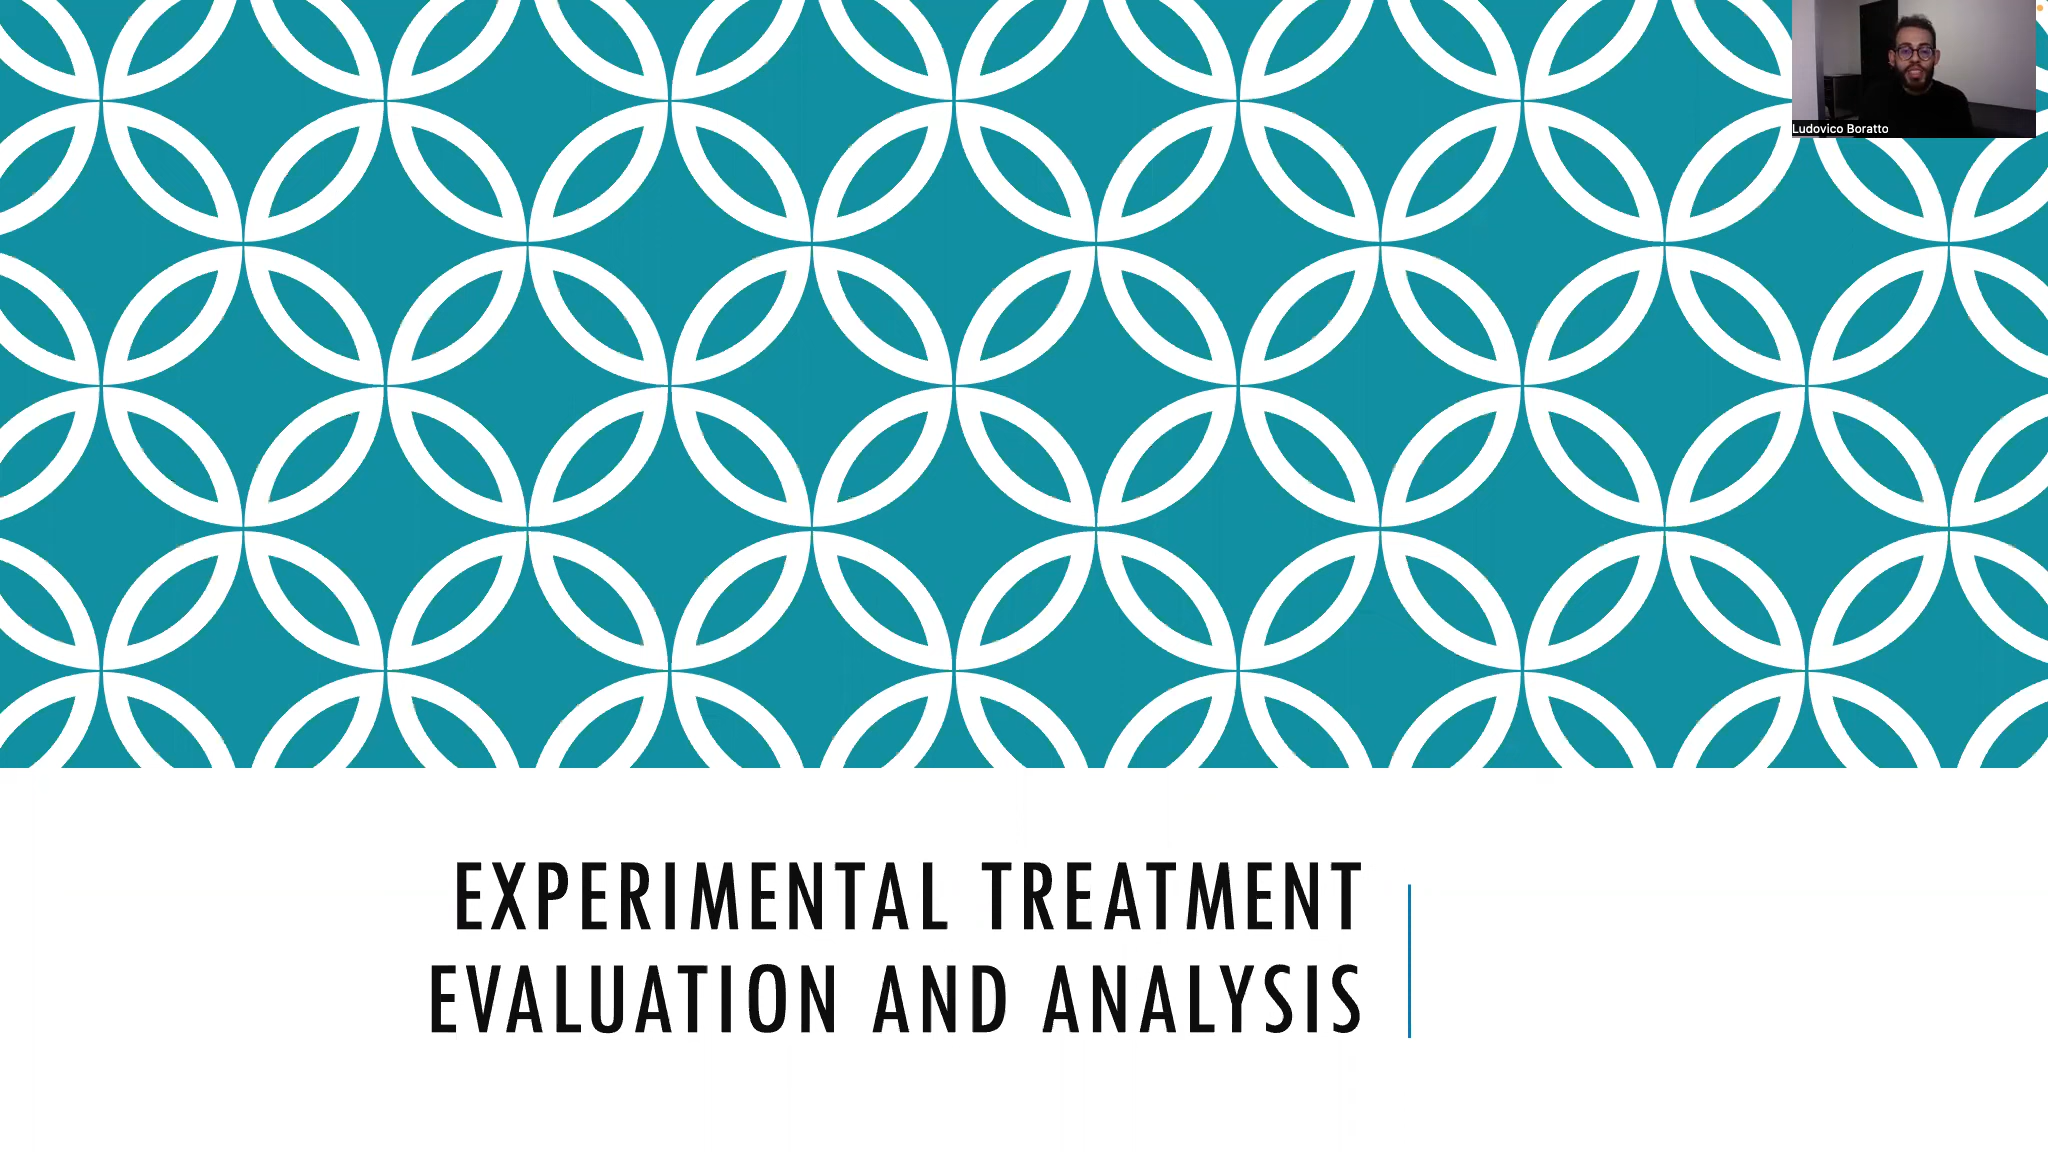 Ludovico Boratto
EXPERIMENTAL TREATMENT
EVALUATION AND ANALYSIS